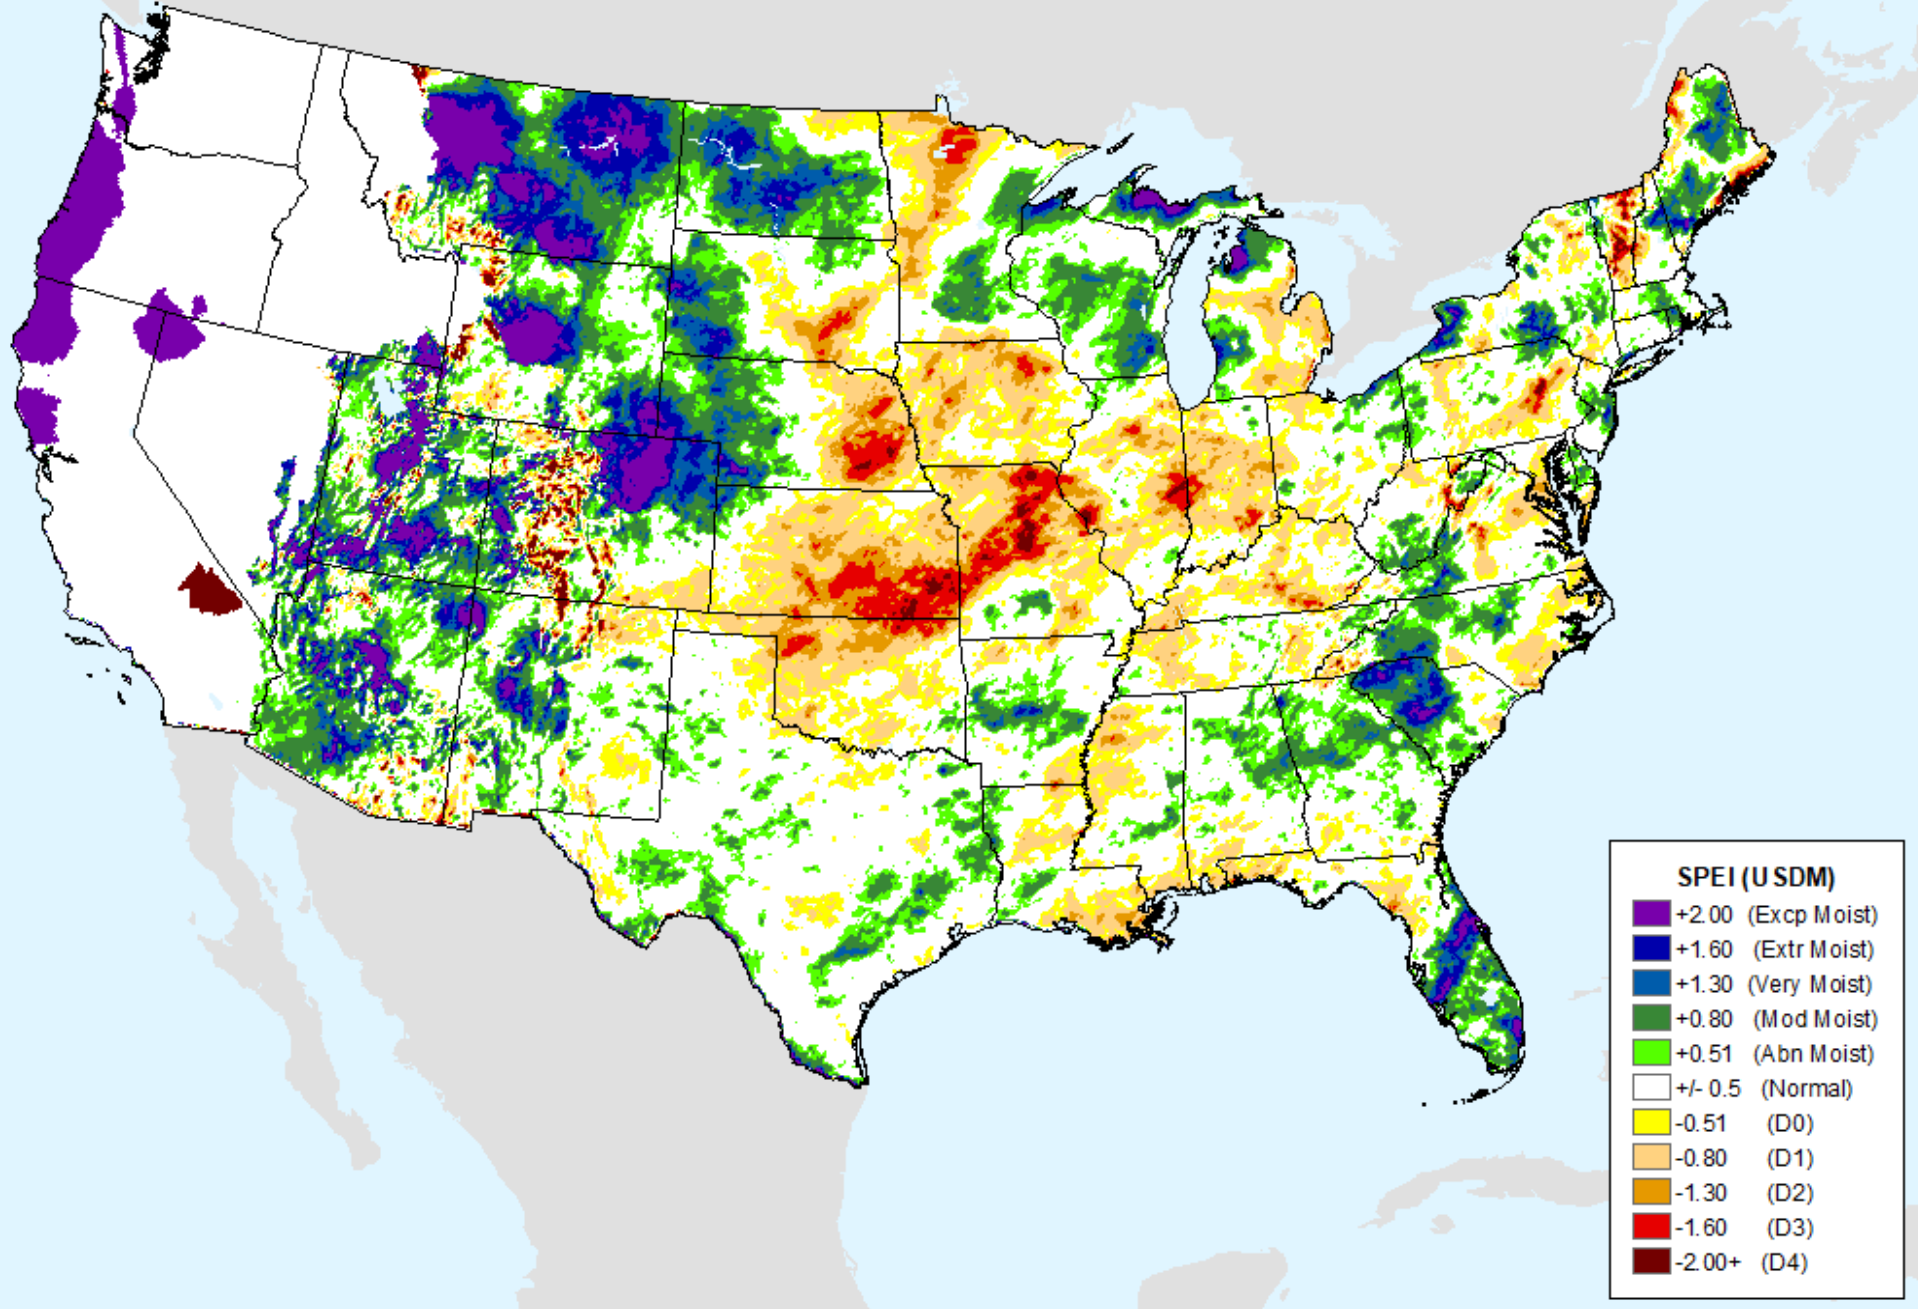 SPEI (USDM)
+2.00 (Excp Moist)
+1.60 (Extr Moist)
+1.30 (Very Moist)
+0.80 (Mod Moist)
+0.51 (Abn Moist)
+/- 0.5 (Normal)
-0.51 (D0)
-0.80 (D1)
-1.30 (D2)
-1.60 (D3)
-2.00+ (D4)